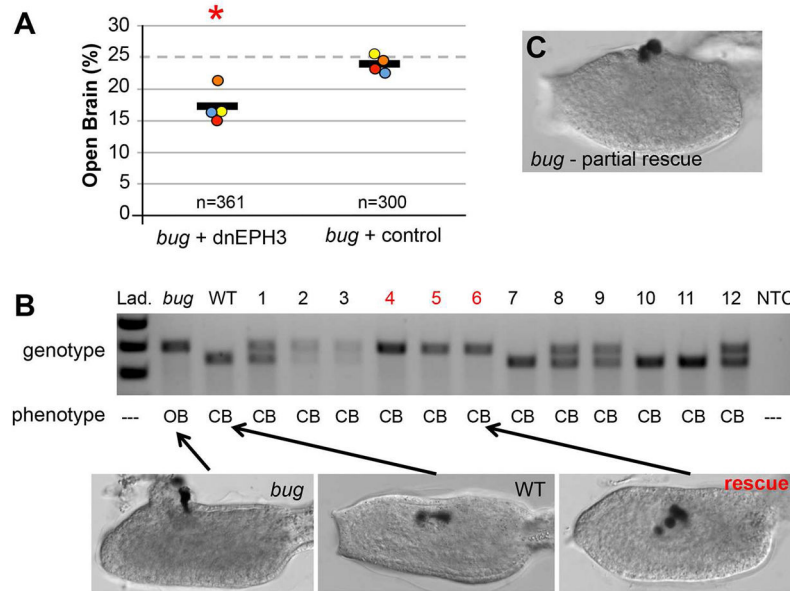 A
Open Brain (%)
30
25
20
15
10
5
0
*
n=361
n=300
bug + dnEPH3
bug + control
C
bug - partial rescue
B
Lad. bug WT 1 2 3 4 5 6 7 8 9 10 11 12 NTC
genotype
phenotype --- OB CB CB CB CB CB CB CB CB CB CB CB CB CB ---
bug
WT
rescue